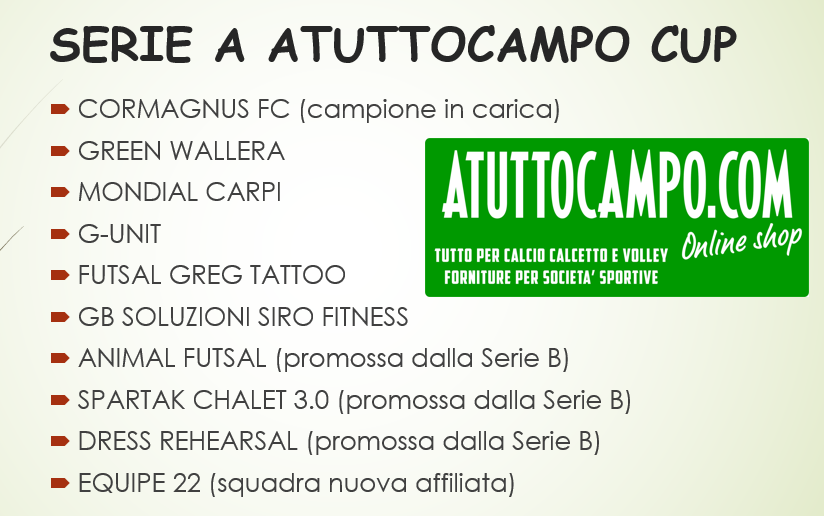 SERIE A ATUTTOCAMPO CUP
CORMAGNUS FC (campione in carica)
GREEN WALLERA
MONDIAL CARPI
G-UNIT
FUTSAL GREG TATTOO
GB SOLUZIONI SIRO FITNESS
ANIMAL FUTSAL (promossa dalla Serie B)
SPARTAK CHALET 3.0 (promossa dalla Serie B)
DRESS REHEARSAL (promossa dalla Serie B)
EQUIPE 22 (squadra nuova affiliata)
ATUTTOCAMPO.COM
Online shop
TUTTO PER CALCIO CALCETTO E VOLLEY
FORNITURE PER SOCIETA' SPORTIVE